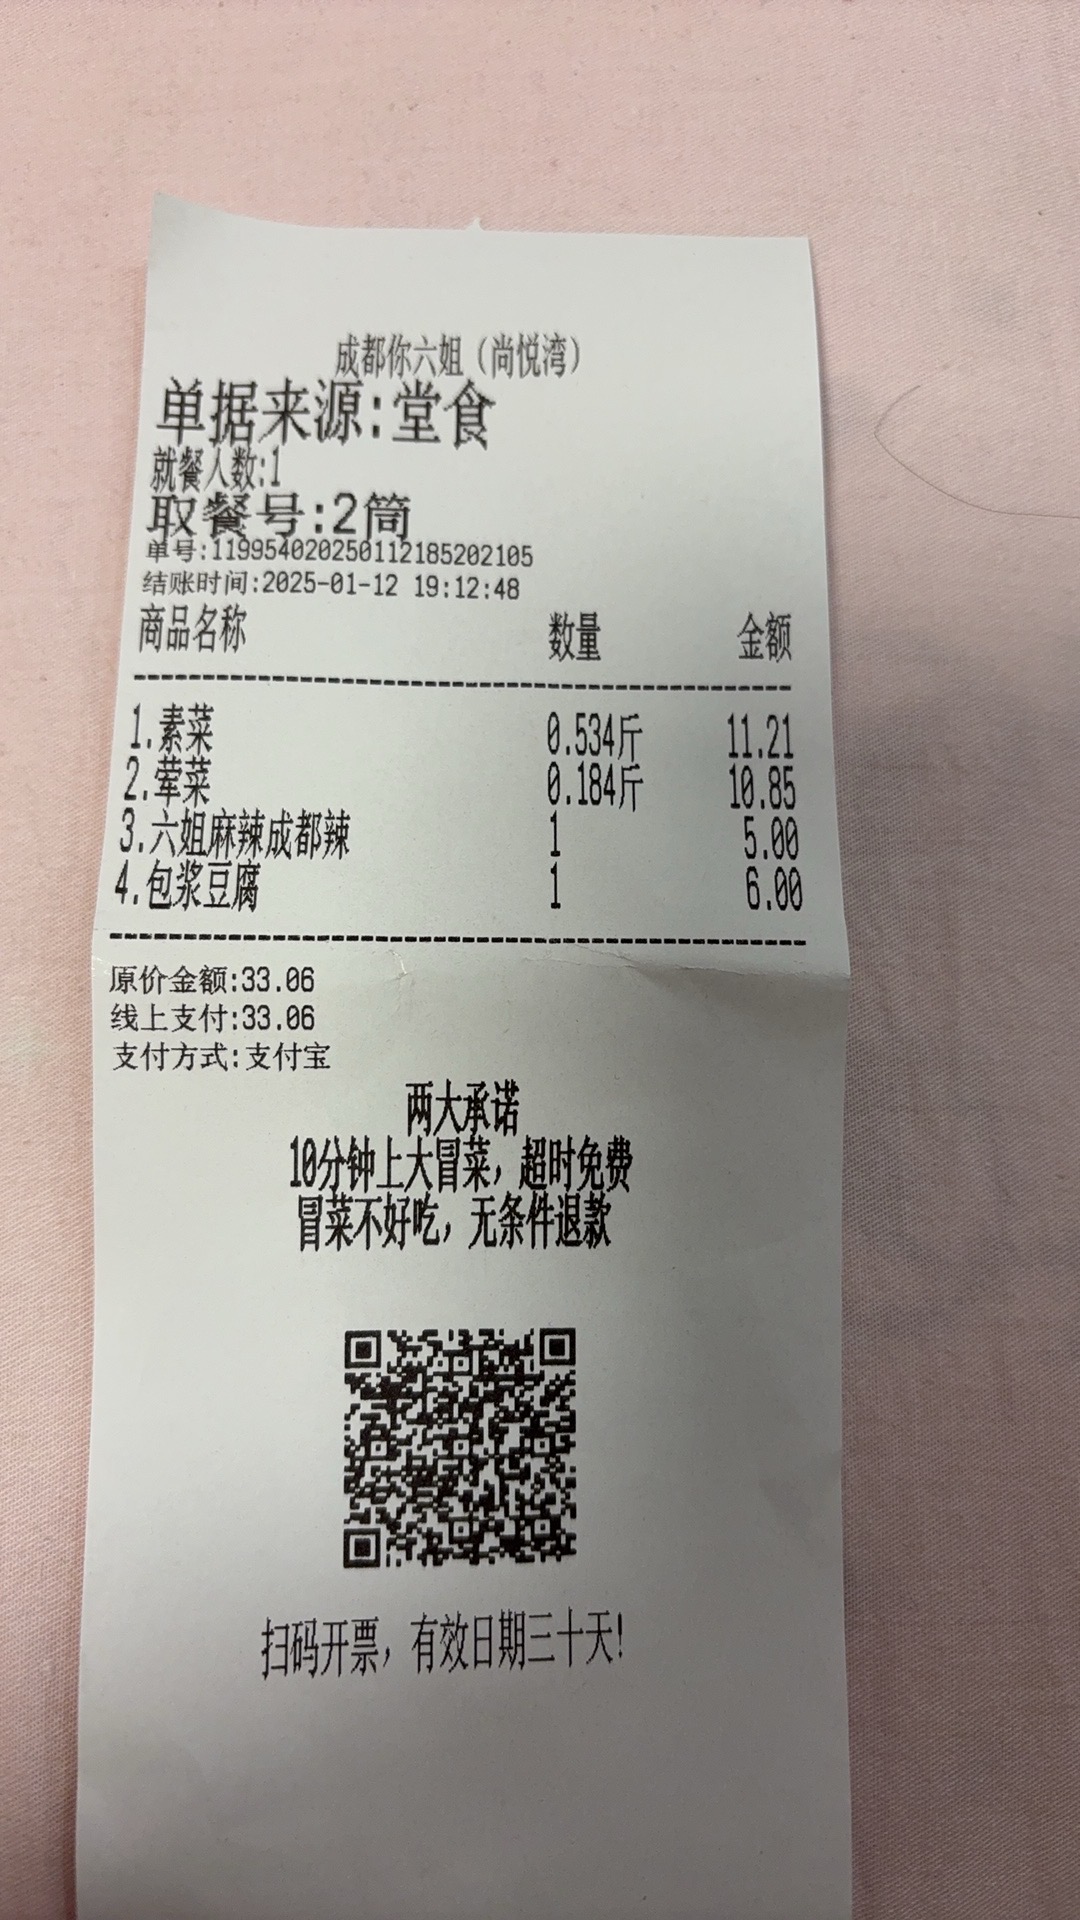 成都你六姐（尚悦湾）
单据来源:堂食
就餐人数:1
取餐号:2筒
单号:119954020250112185202105
结账时间:2025-01-12 19:12:48
商品名称 数量 金额
1.素菜 0.534斤 11.21
2.荤菜 0.184斤 10.85
3.六姐麻辣成都辣 1 5.00
4.包浆豆腐 1 6.00
原价金额:33.06
线上支付:33.06
支付方式:支付宝
两大承诺
10分钟上大冒菜，超时免费
冒菜不好吃，无条件退款
扫码开票，有效日期三十天!